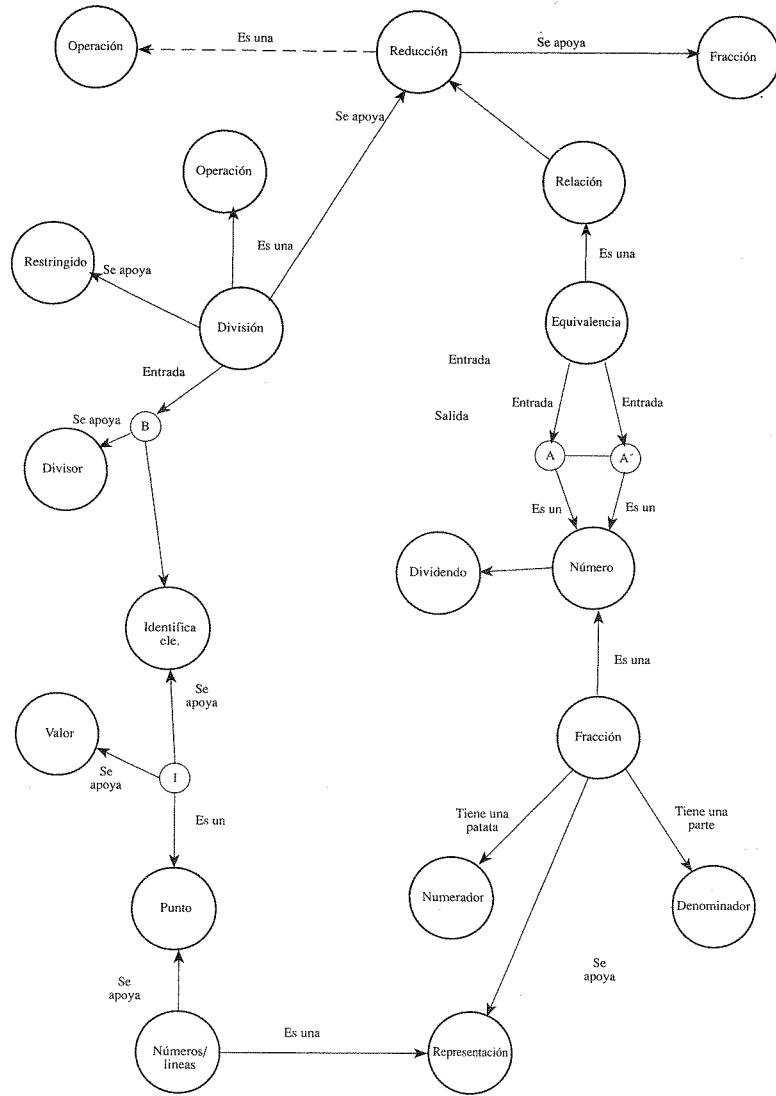 Operación
Es una
Reducción
Se apoya
Fracción
Se apoya
Operación
Relación
Restringido
Se apoya
Es una
Es una
División
Equivalencia
Entrada
Entrada
Entrada
Entrada
Se apoya
B
Salida
Divisor
A
A´
Es un
Es un
Dividendo
Número
Identifica
ele.
Es una
Se
apoya
Valor
Se
apoya
I
Fracción
Es un
Tiene una
patata
Tiene una
parte
Punto
Numerador
Denominador
Se
apoya
Se
apoya
Números/
lineas
Es una
Representación